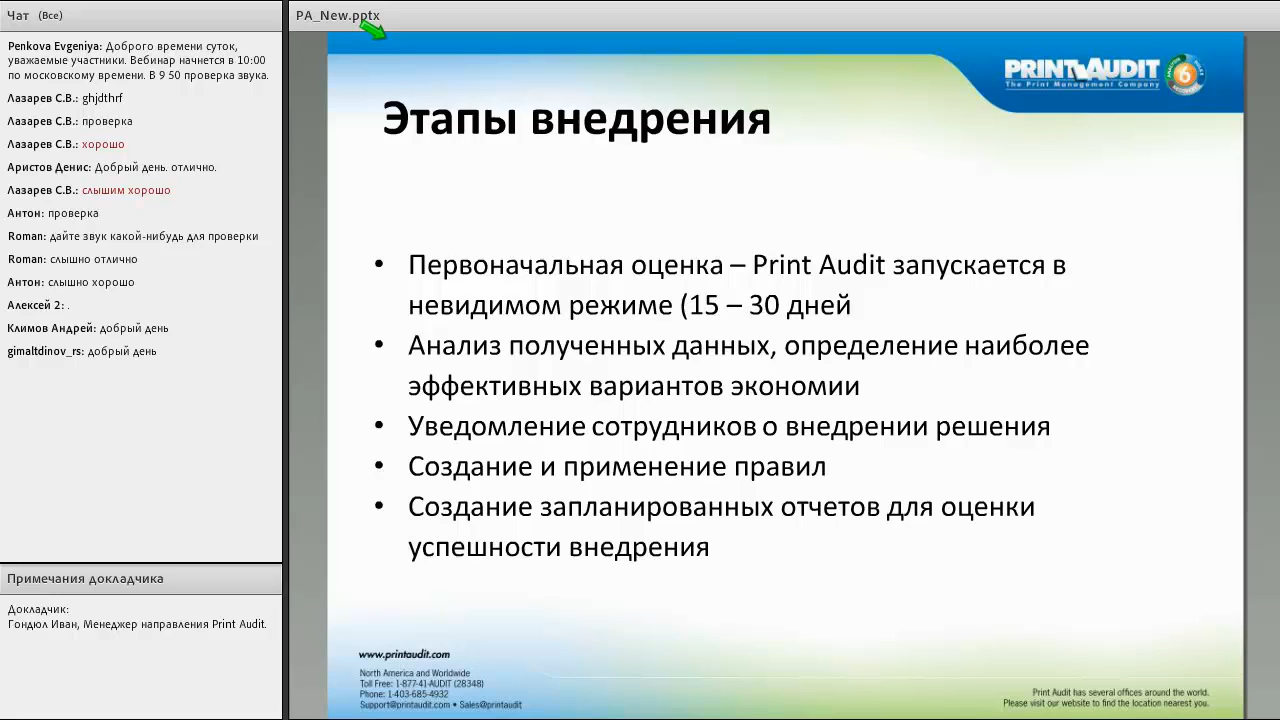 Чат (Все)
Penkova Evgeniya: Доброго времени суток,
уважаемые участники. Вебинар начнется в 10:00
по московскому времени. В 9 50 проверка звука.
Лазарев С.В.: ghjdthrf
Лазарев С.В.: проверка
Лазарев С.В.: хорошо
Аристов Денис: Добрый день. отлично.
Лазарев С.В.: слышим хорошо
Антон: проверка
Roman: дайте звук какой-нибудь для проверки
Roman: слышно отлично
Антон: слышно хорошо
Алексей 2: .
Климов Андрей: добрый день
gimaltdinov_rs: добрый день
Примечания докладчика
Докладчик:
Гондюл Иван, Менеджер направления Print Audit.
PA_New.pptx
PRINT AUDIT 6
The Print Management Company
Этапы внедрения
• Первоначальная оценка – Print Audit запускается в
невидимом режиме (15 – 30 дней
• Анализ полученных данных, определение наиболее
эффективных вариантов экономии
• Уведомление сотрудников о внедрении решения
• Создание и применение правил
• Создание запланированных отчетов для оценки
успешности внедрения
www.printaudit.com
North America and Worldwide
Toll Free: 1-877-41-AUDIT (28348)
Phone: 1-403-685-4932
Support@printaudit.com • Sales@printaudit
Print Audit has several offices around the world.
Please visit our website to find the location nearest you.